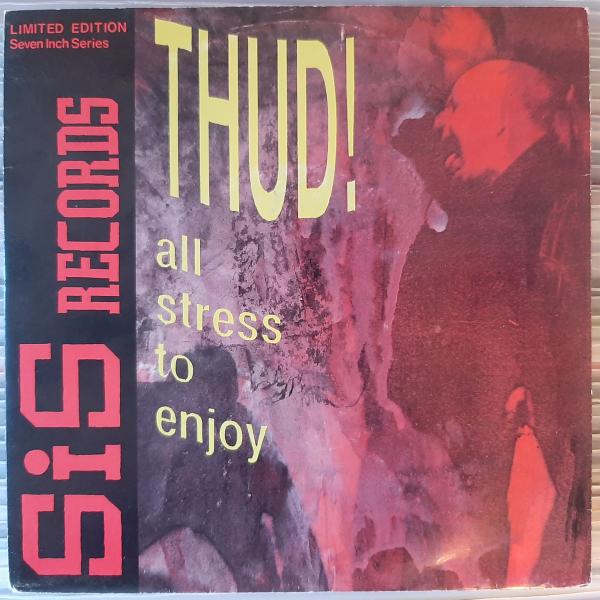 LIMITED EDITION
Seven Inch Series
SiS RECORDS
THUD!
all
stress
to
enjoy